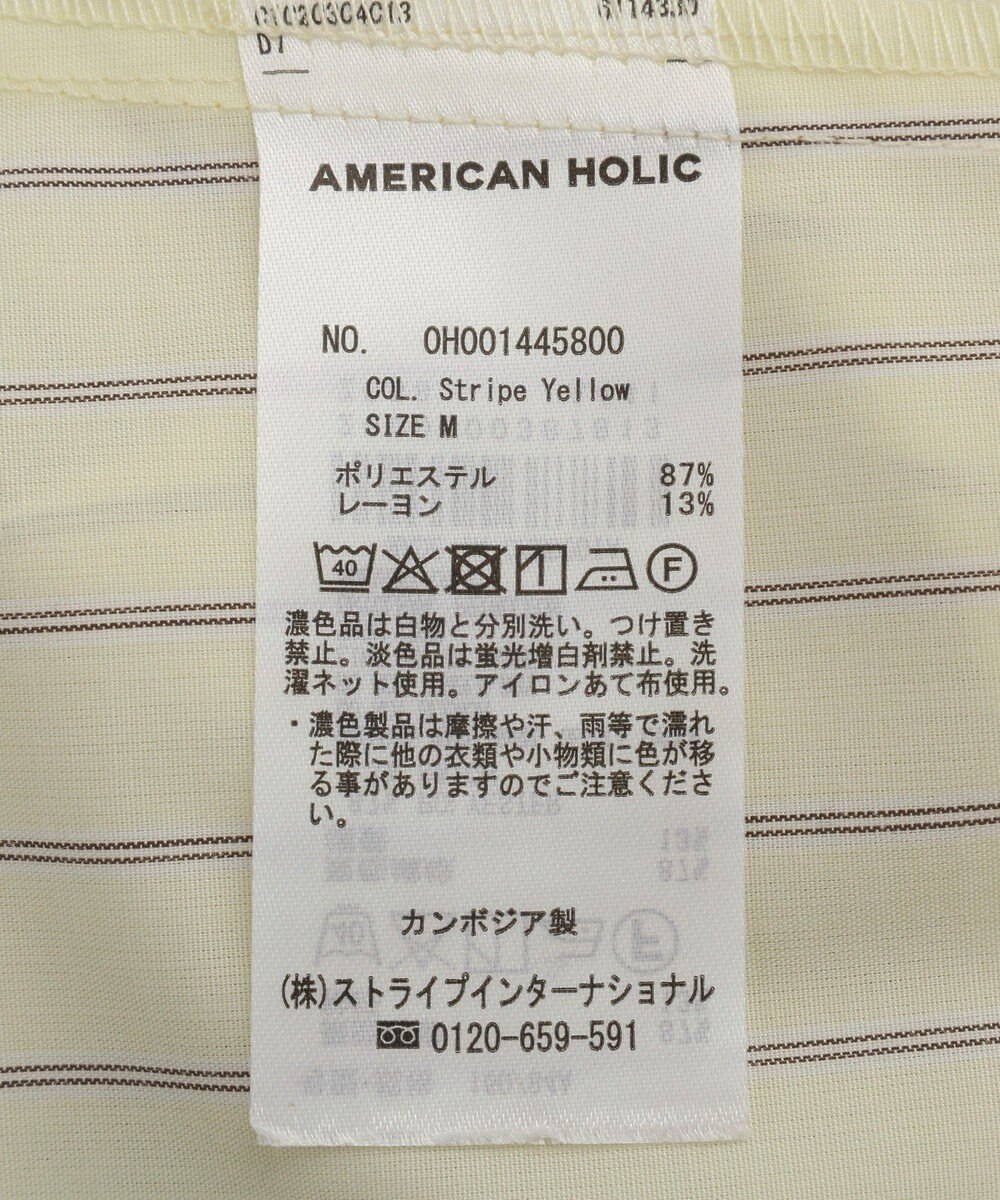 D7
AMERICAN HOLIC
NO. 0H001445800
COL. Stripe Yellow
SIZE M
ポリエステル 87%
レーヨン 13%
40 F
濃色品は白物と分別洗い。つけ置き
禁止。淡色品は蛍光増白剤禁止。洗
濯ネット使用。アイロンあて布使用。
・濃色製品は摩擦や汗、雨等で濡れ
た際に他の衣類や小物類に色が移
る事がありますのでご注意くださ
い。
カンボジア製
(株)ストライプインターナショナル
0120-659-591